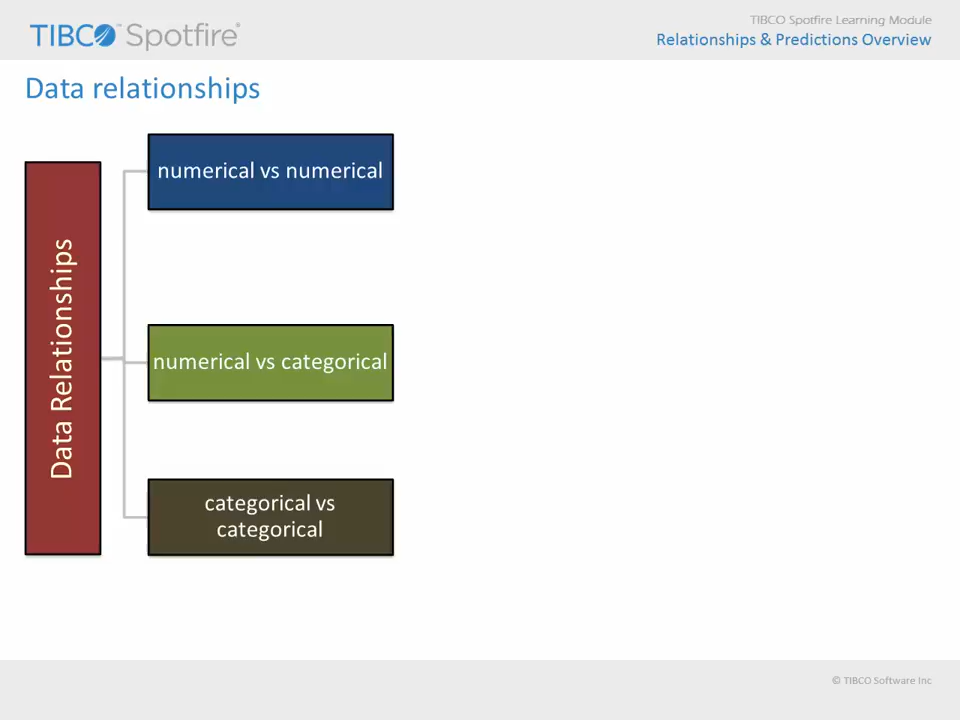 TIBCO™ Spotfire®
TIBCO Spotfire Learning Module
Relationships & Predictions Overview
Data relationships
Data Relationships
numerical vs numerical
numerical vs categorical
categorical vs
categorical
© TIBCO Software Inc